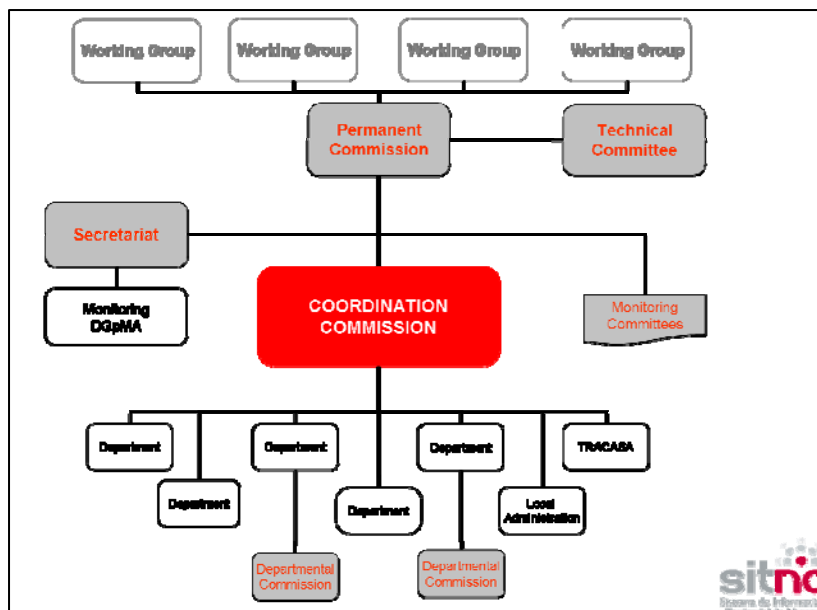 Working Group
Working Group
Working Group
Working Group
Permanent
Commission
Technical
Committee
Secretariat
Monitoring
DGpMA
COORDINATION
COMMISSION
Monitoring
Committees
Department
Department
Department
TRACASA
Department
Department
Local
Administration
Departmental
Commission
Departmental
Commission
sitna